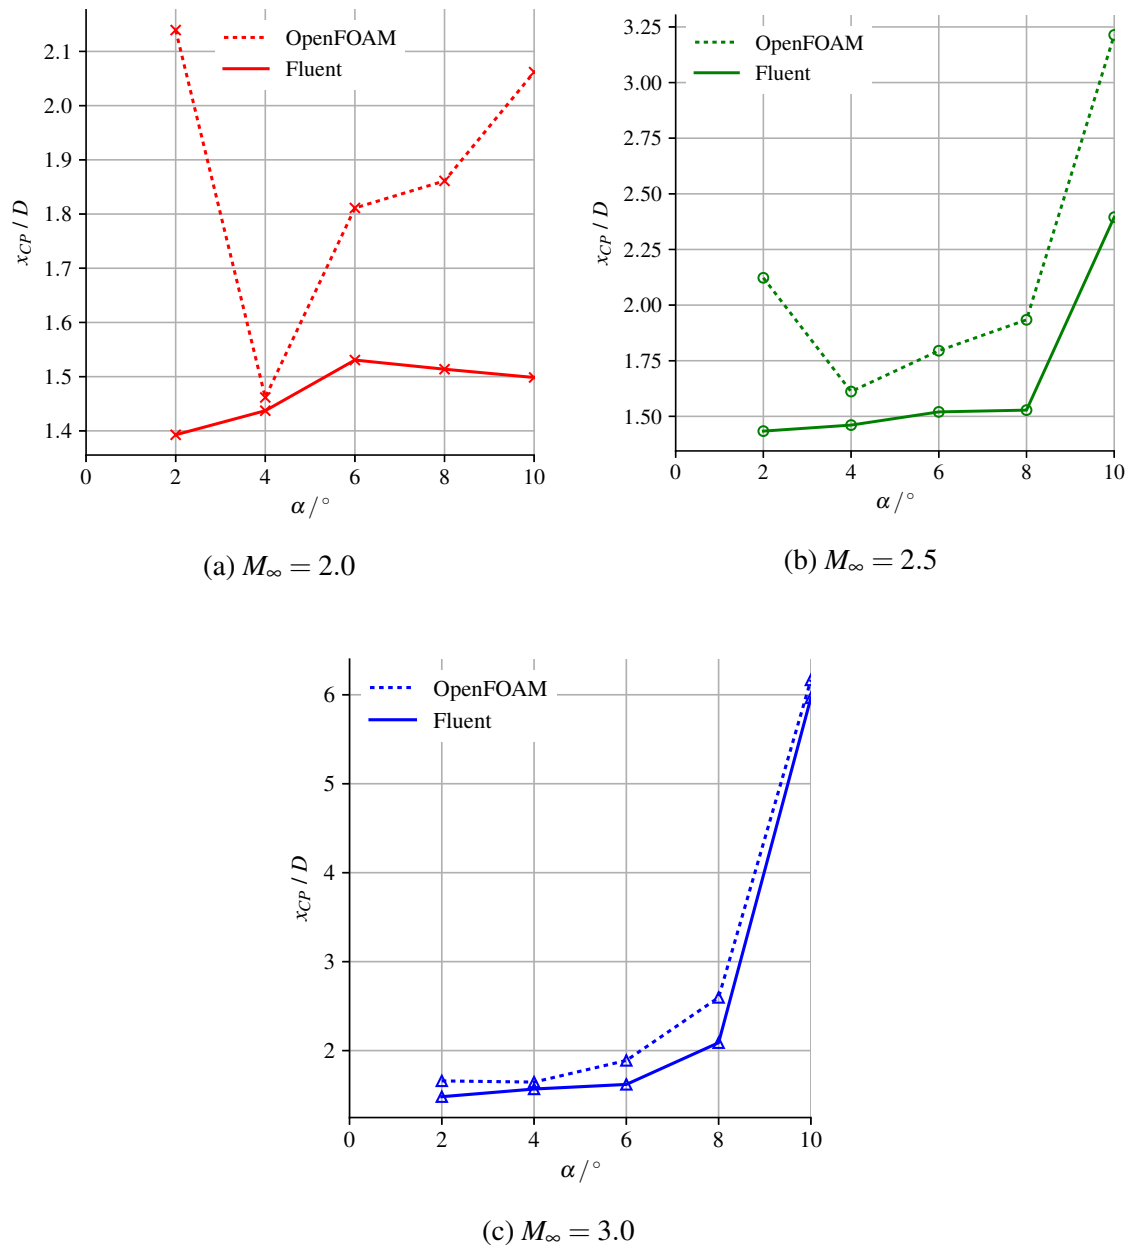 OpenFOAM
Fluent
2.1
2.0
1.9
1.8
1.7
1.6
1.5
1.4
x_CP / D
0 2 4 6 8 10
α/°
(a) M∞ = 2.0
OpenFOAM
Fluent
3.25
3.00
2.75
2.50
2.25
2.00
1.75
1.50
x_CP / D
0 2 4 6 8 10
α/°
(b) M∞ = 2.5
OpenFOAM
Fluent
6
5
4
3
2
x_CP / D
0 2 4 6 8 10
α/°
(c) M∞ = 3.0